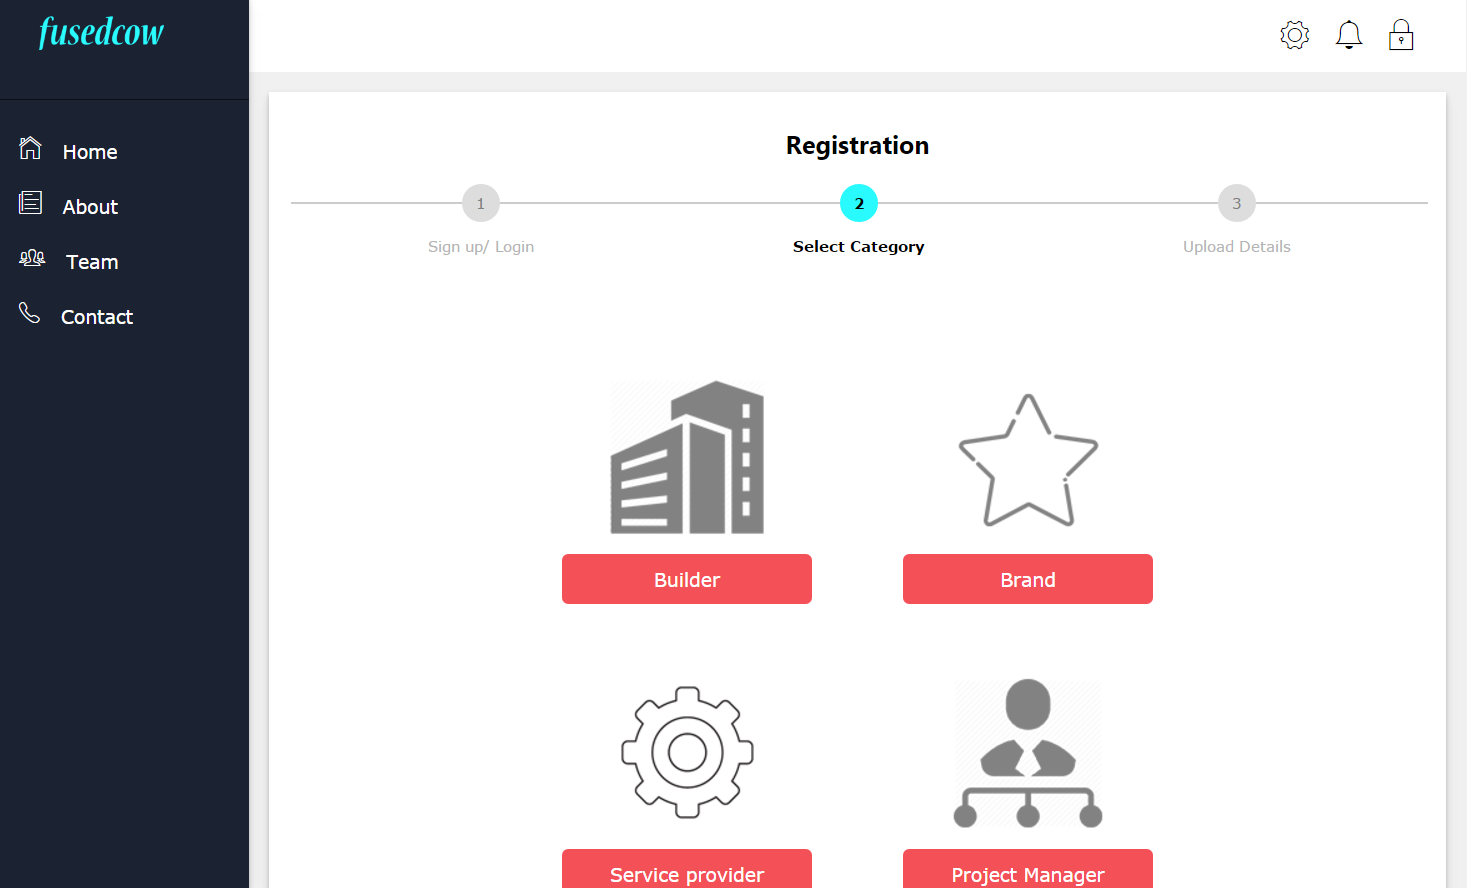 fusedcow
Home
About
Team
Contact
Registration
1
2
3
Sign up/ Login
Select Category
Upload Details
Builder
Brand
Service provider
Project Manager